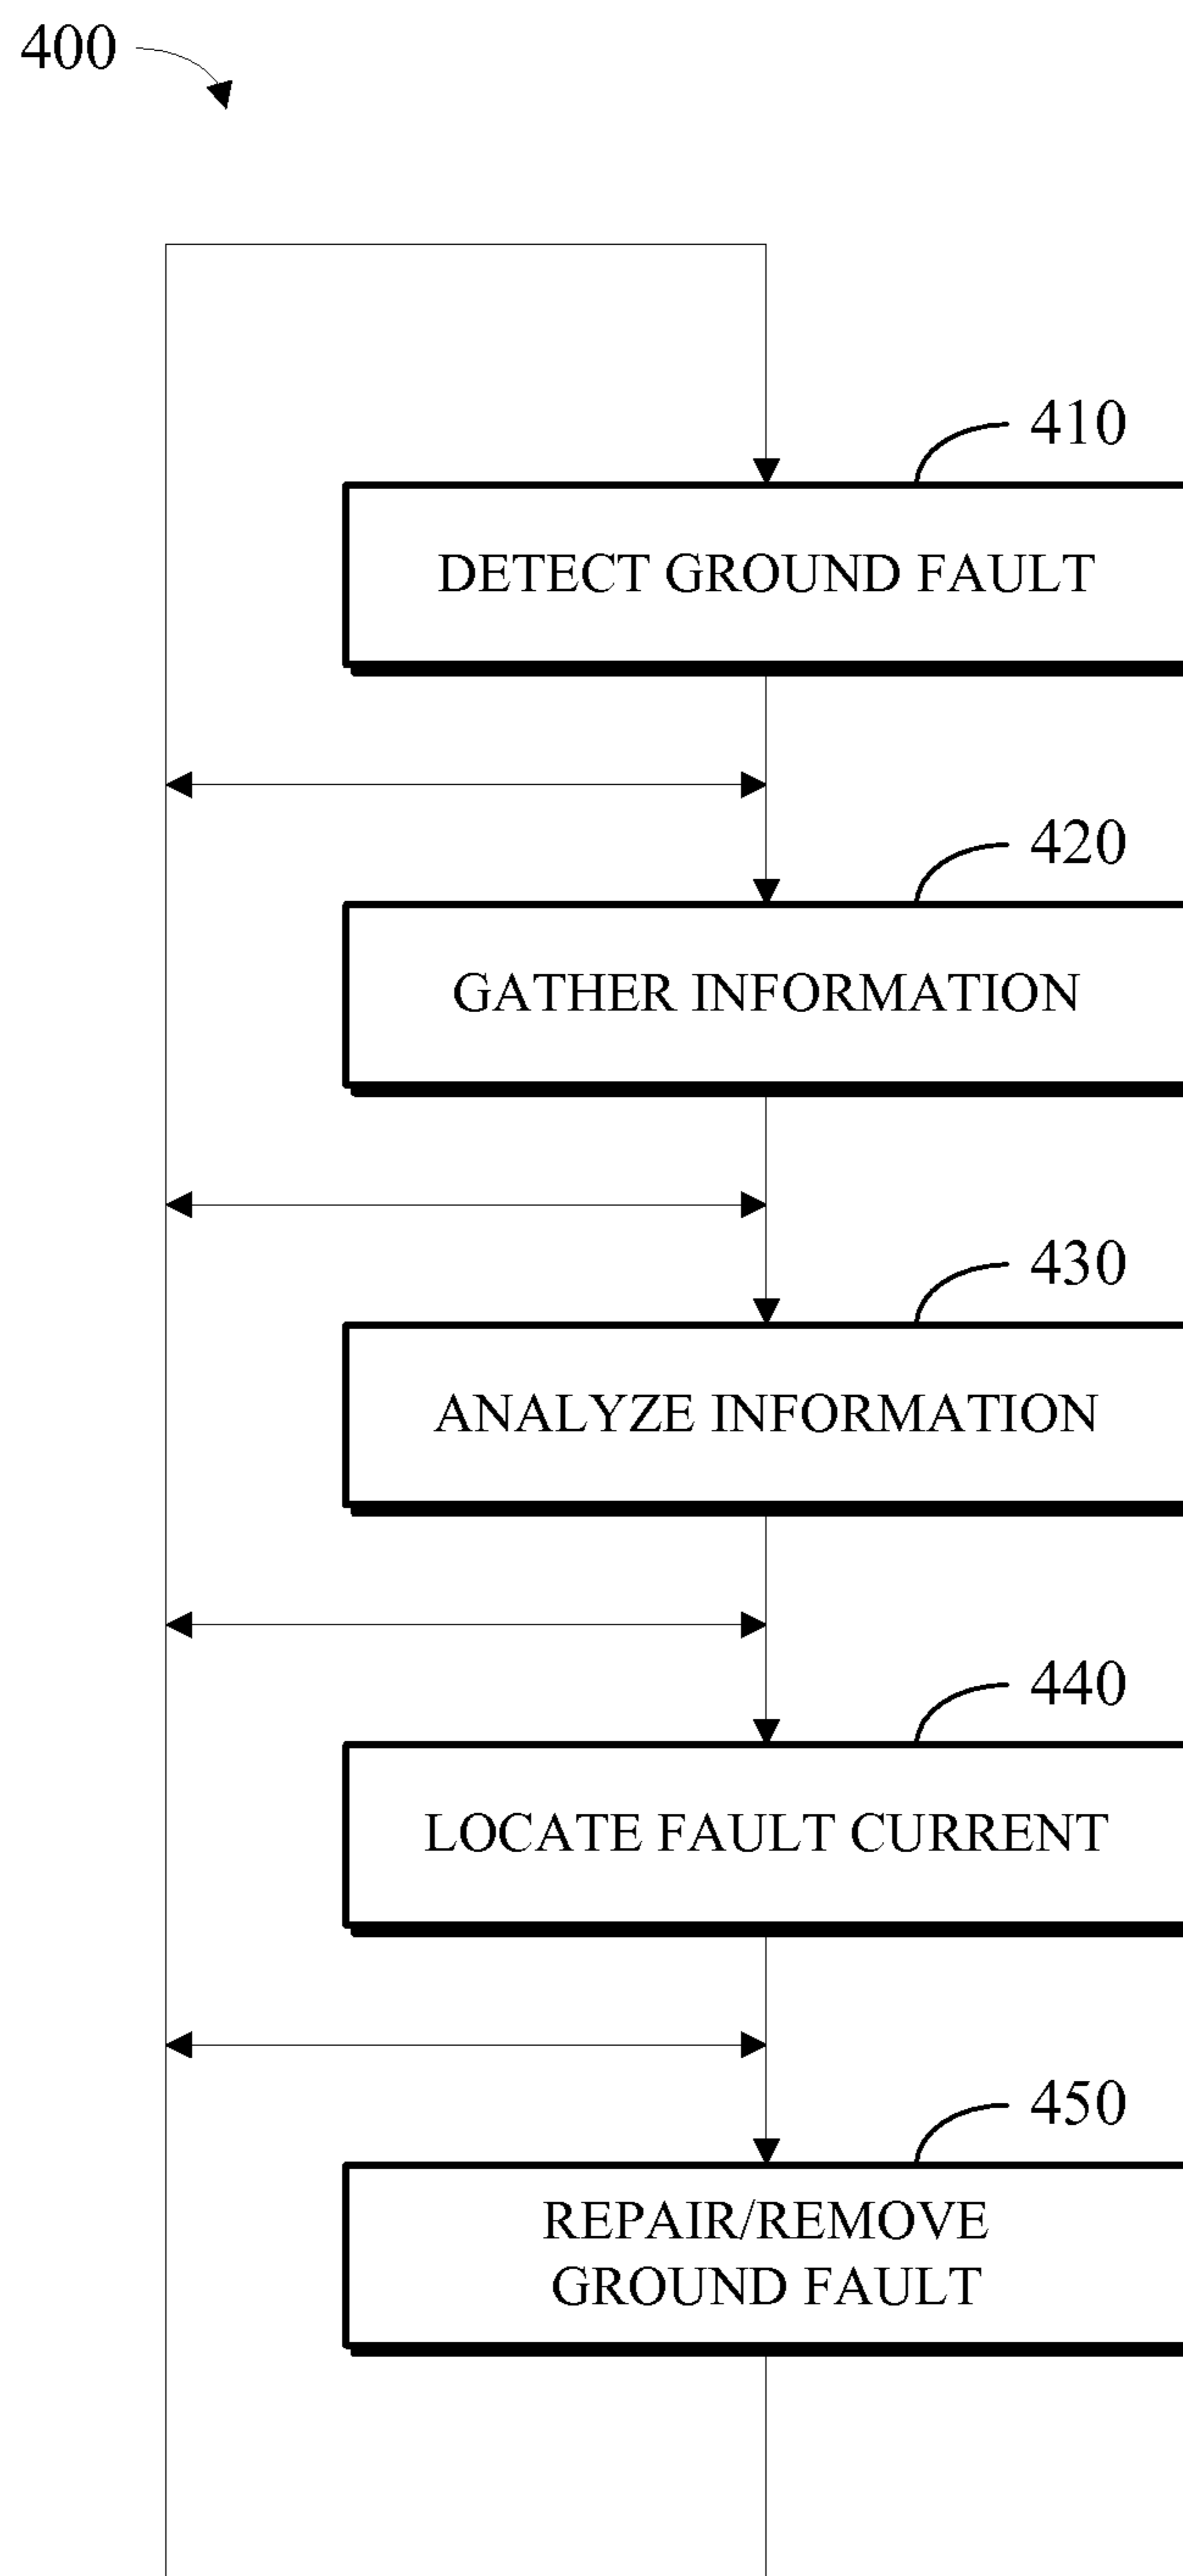 400
410
DETECT GROUND FAULT
420
GATHER INFORMATION
430
ANALYZE INFORMATION
440
LOCATE FAULT CURRENT
450
REPAIR/REMOVE
GROUND FAULT